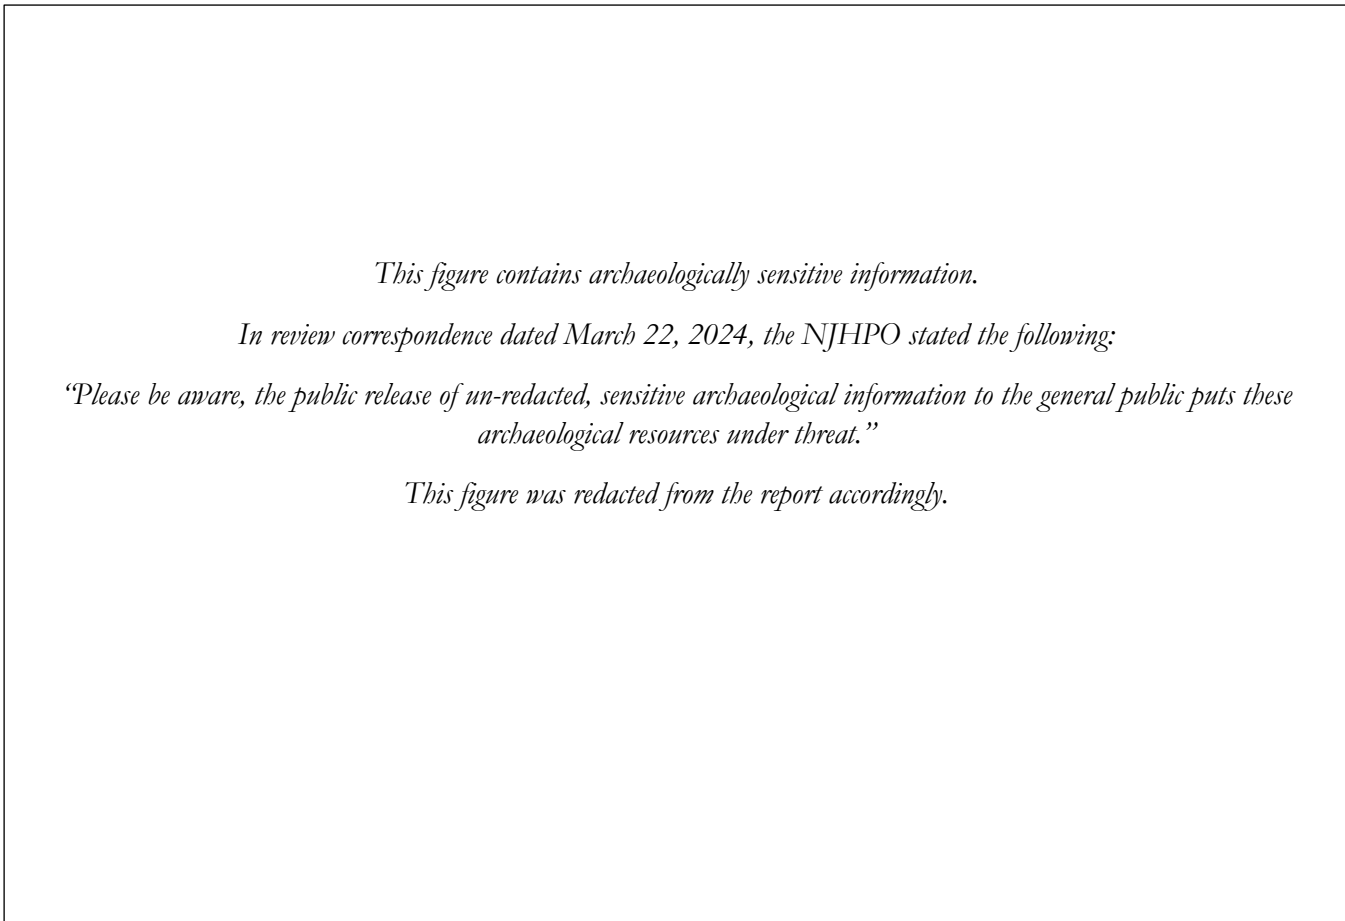 This figure contains archaeologically sensitive information.
In review correspondence dated March 22, 2024, the NJHPO stated the following:
“Please be aware, the public release of un-redacted, sensitive archaeological information to the general public puts these
archaeological resources under threat.”
This figure was redacted from the report accordingly.